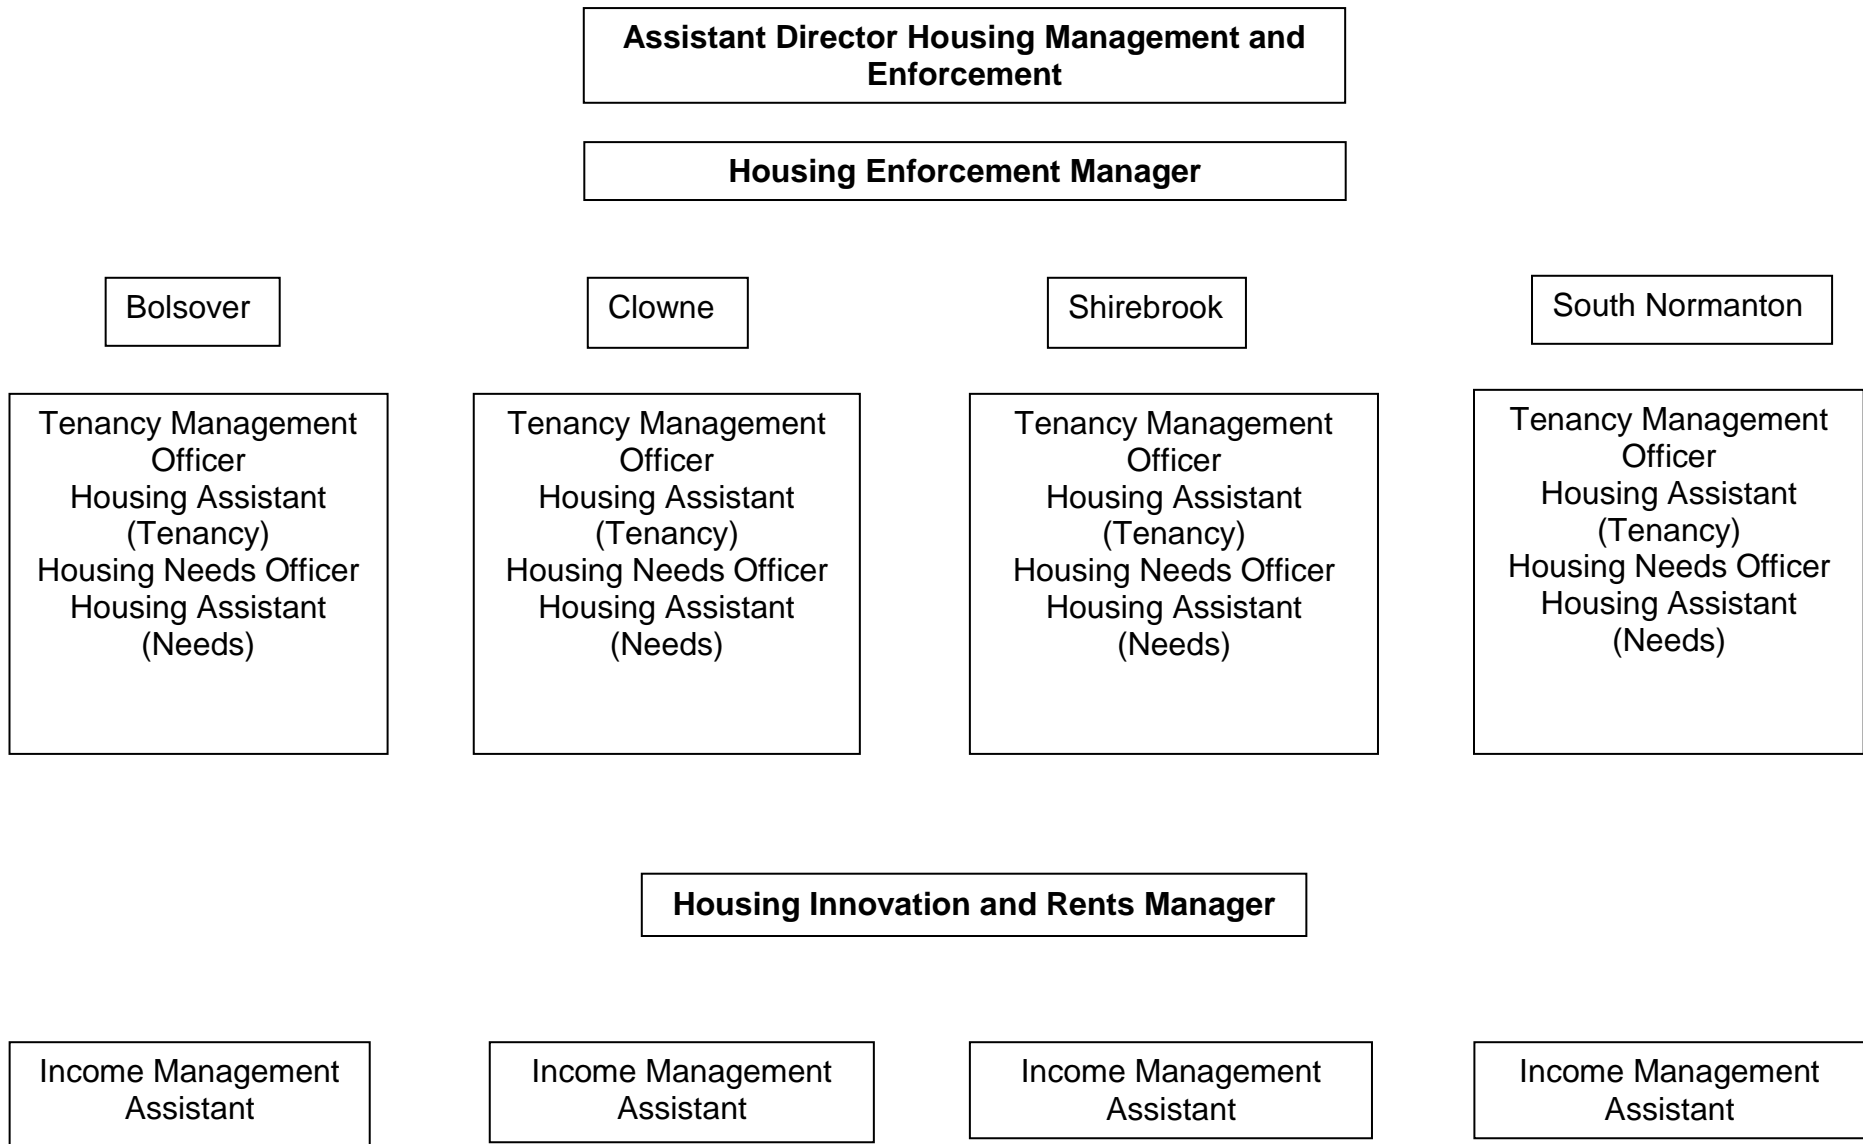 Assistant Director Housing Management and
Enforcement
Housing Enforcement Manager
Bolsover
Clowne
Shirebrook
South Normanton
Tenancy Management
Officer
Housing Assistant
(Tenancy)
Housing Needs Officer
Housing Assistant
(Needs)
Tenancy Management
Officer
Housing Assistant
(Tenancy)
Housing Needs Officer
Housing Assistant
(Needs)
Tenancy Management
Officer
Housing Assistant
(Tenancy)
Housing Needs Officer
Housing Assistant
(Needs)
Tenancy Management
Officer
Housing Assistant
(Tenancy)
Housing Needs Officer
Housing Assistant
(Needs)
Housing Innovation and Rents Manager
Income Management
Assistant
Income Management
Assistant
Income Management
Assistant
Income Management
Assistant